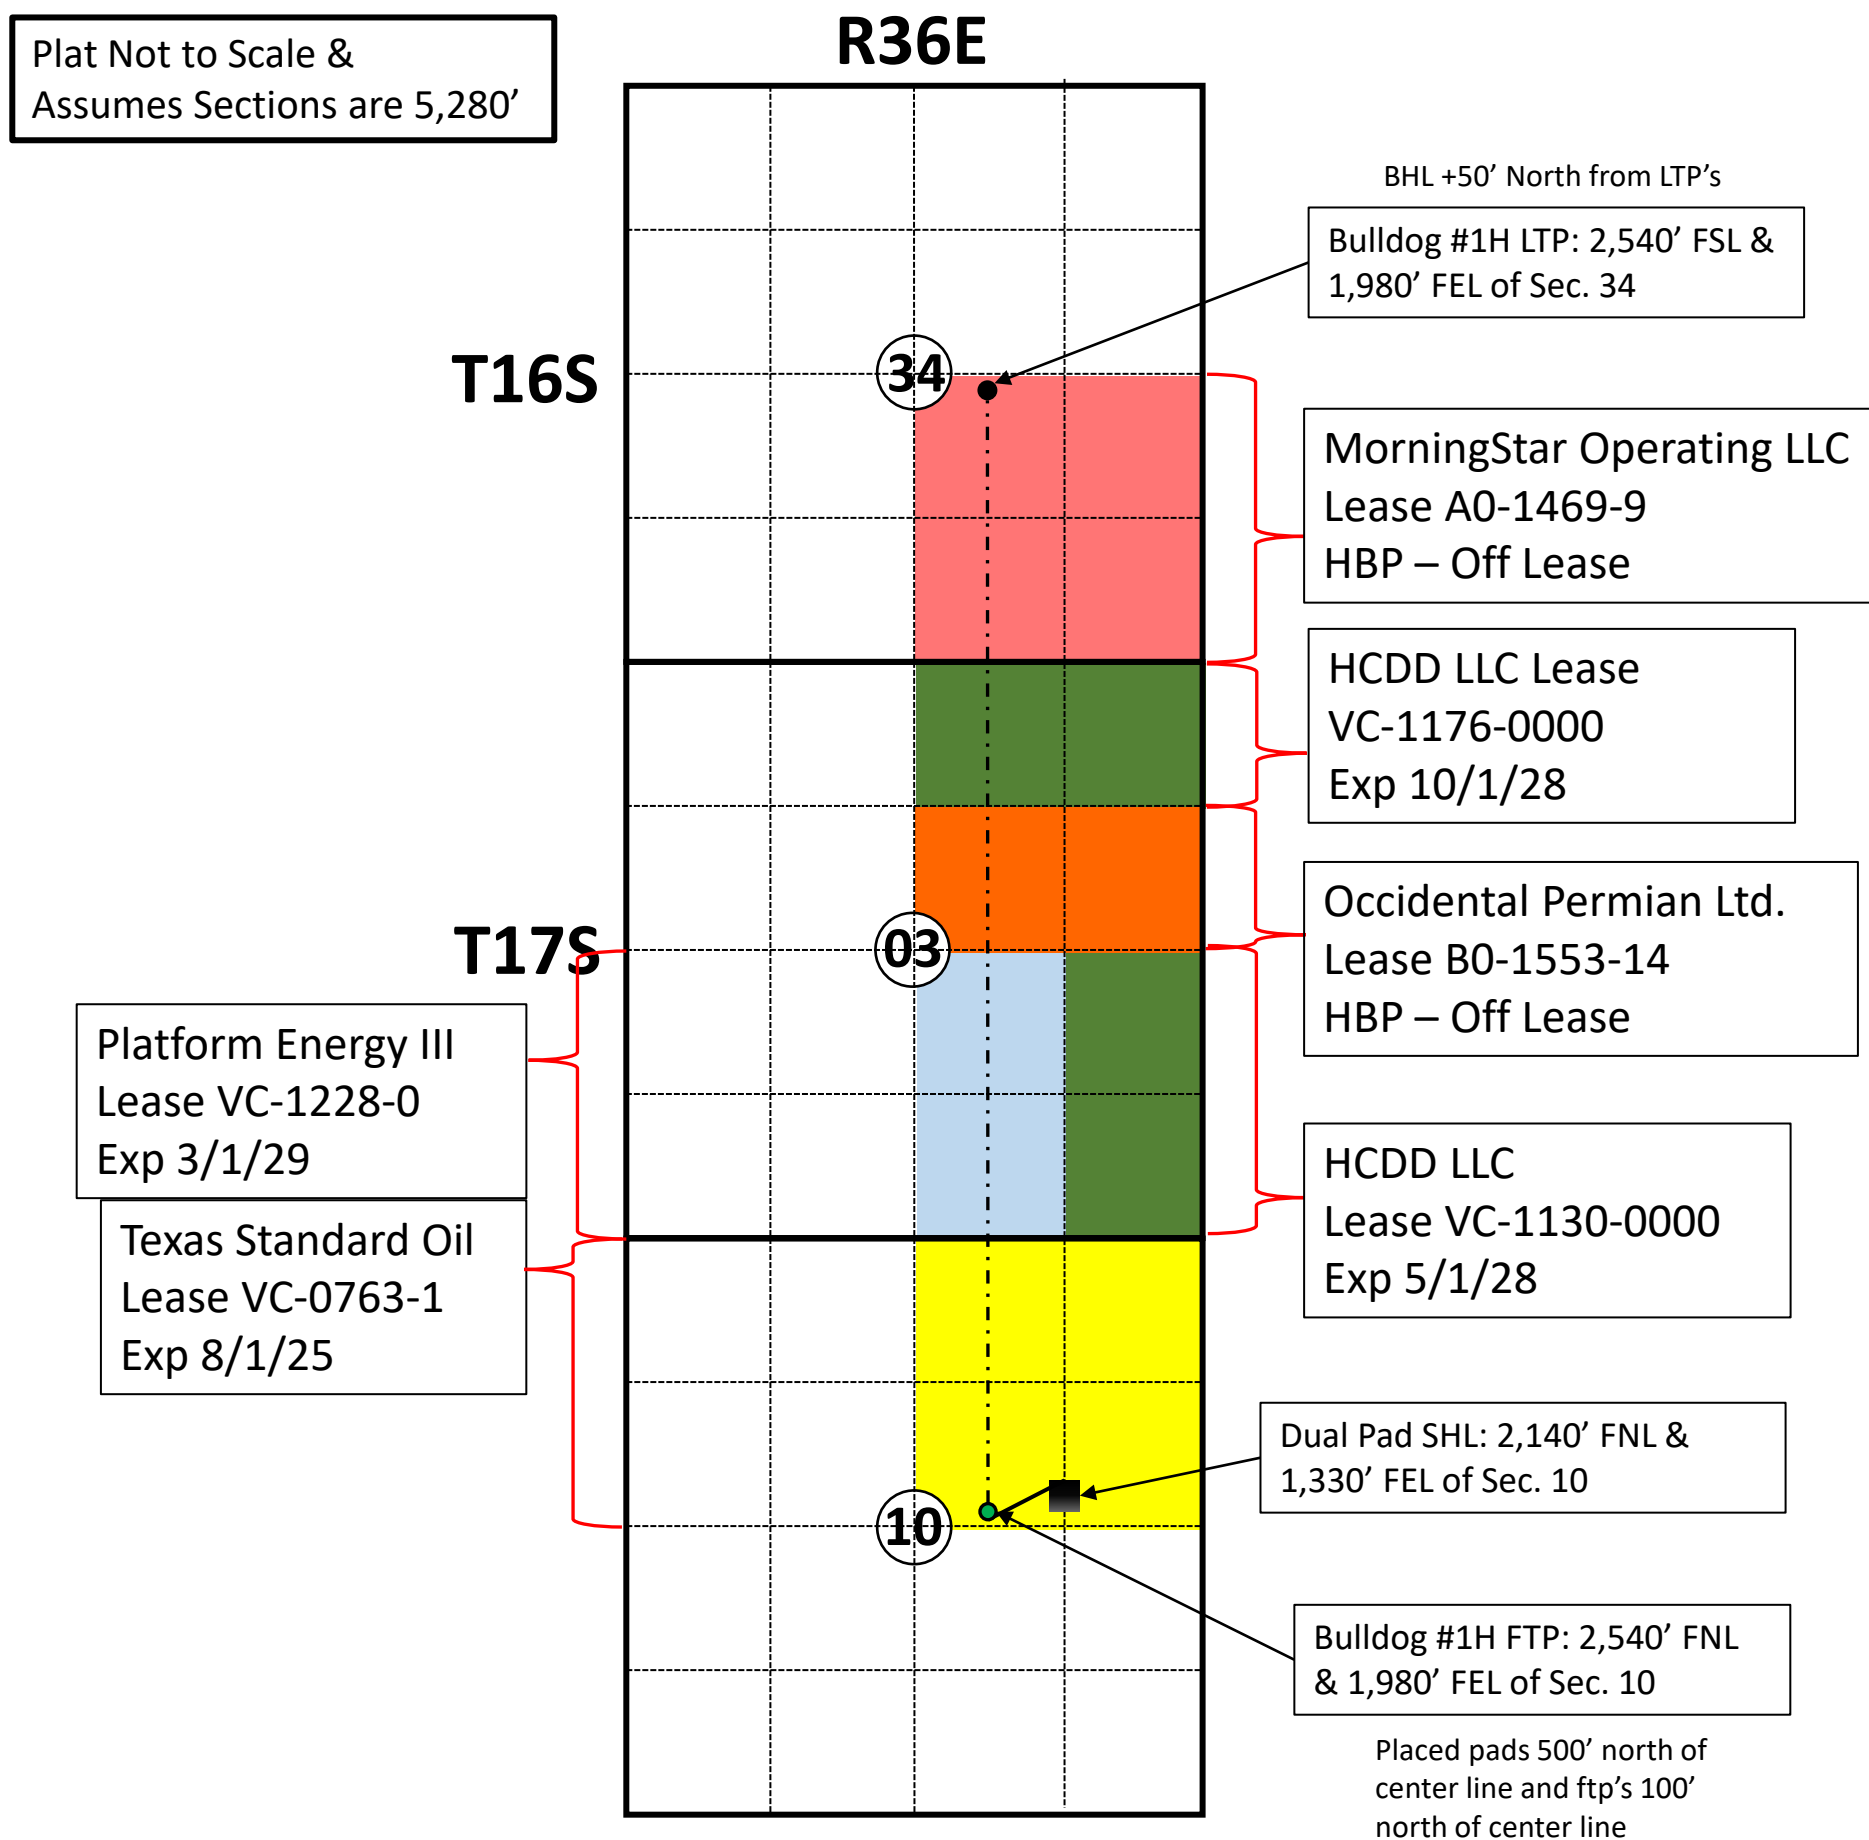 Plat Not to Scale &
Assumes Sections are 5,280’
R36E
BHL +50’ North from LTP’s
Bulldog #1H LTP: 2,540’ FSL &
1,980’ FEL of Sec. 34
34
T16S
MorningStar Operating LLC
Lease A0-1469-9
HBP – Off Lease
HCDD LLC Lease
VC-1176-0000
Exp 10/1/28
Occidental Permian Ltd.
Lease B0-1553-14
HBP – Off Lease
03
T17S
Platform Energy III
Lease VC-1228-0
Exp 3/1/29
HCDD LLC
Lease VC-1130-0000
Exp 5/1/28
Texas Standard Oil
Lease VC-0763-1
Exp 8/1/25
Dual Pad SHL: 2,140’ FNL &
1,330’ FEL of Sec. 10
10
Bulldog #1H FTP: 2,540’ FNL
& 1,980’ FEL of Sec. 10
Placed pads 500’ north of
center line and ftp’s 100’
north of center line